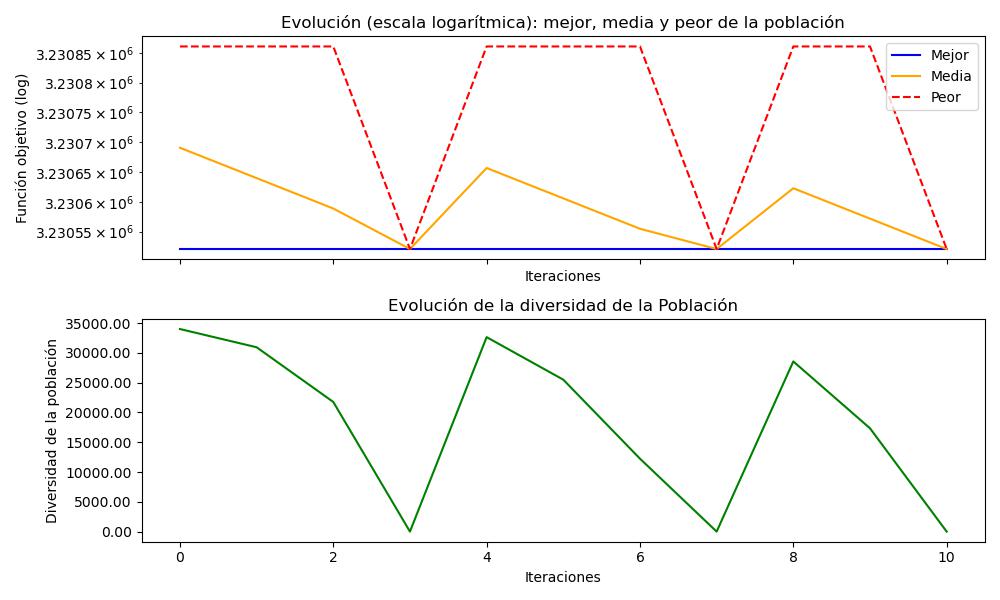 Evolución (escala logarítmica): mejor, media y peor de la población
Función objetivo (log)
3,23085 × 10⁶
3,2308 × 10⁶
3,23075 × 10⁶
3,2307 × 10⁶
3,23065 × 10⁶
3,2306 × 10⁶
3,23055 × 10⁶
Mejor
Media
Peor
Iteraciones
Evolución de la diversidad de la Población
Diversidad de la población
35000.00
30000.00
25000.00
20000.00
15000.00
10000.00
5000.00
0.00
0 2 4 6 8 10
Iteraciones